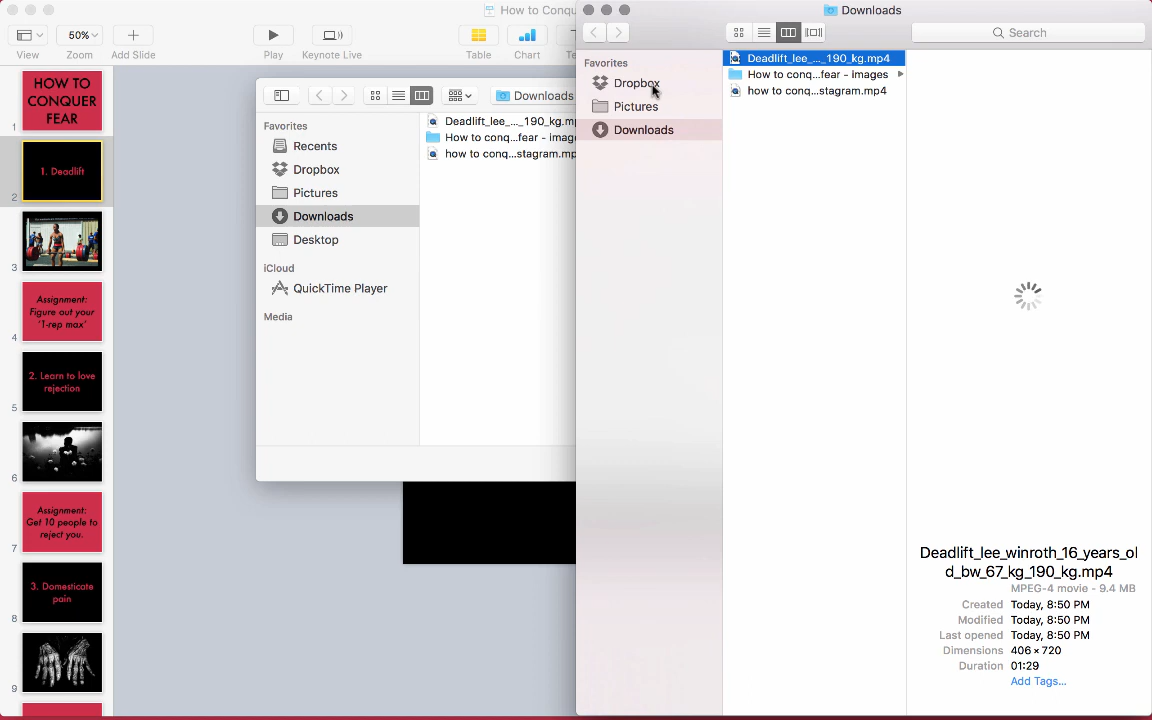 How to Conqu
50%
View
Zoom
Add Slide
Play
Keynote Live
Table
Chart
HOW TO
CONQUER
FEAR
1
1. Deadlift
2
3
Assignment:
Figure out your
'1-rep max'
4
2. Learn to love
rejection
5
6
Assignment:
Get 10 people to
reject you.
7
3. Domesticate
pain
8
9
Downloads
Favorites
Recents
Dropbox
Pictures
Downloads
Desktop
iCloud
QuickTime Player
Media
Deadlift_lee_..._190_kg.mp
How to conq...fear - image
how to conq...stagram.mp
Downloads
Search
Favorites
Dropbox
Pictures
Downloads
Deadlift_lee_..._190_kg.mp4
How to conq...fear - images
how to conq...stagram.mp4
Deadlift_lee_winroth_16_years_ol
d_bw_67_kg_190_kg.mp4
MPEG-4 movie - 9.4 MB
Created Today, 8:50 PM
Modified Today, 8:50 PM
Last opened Today, 8:50 PM
Dimensions 406 × 720
Duration 01:29
Add Tags...